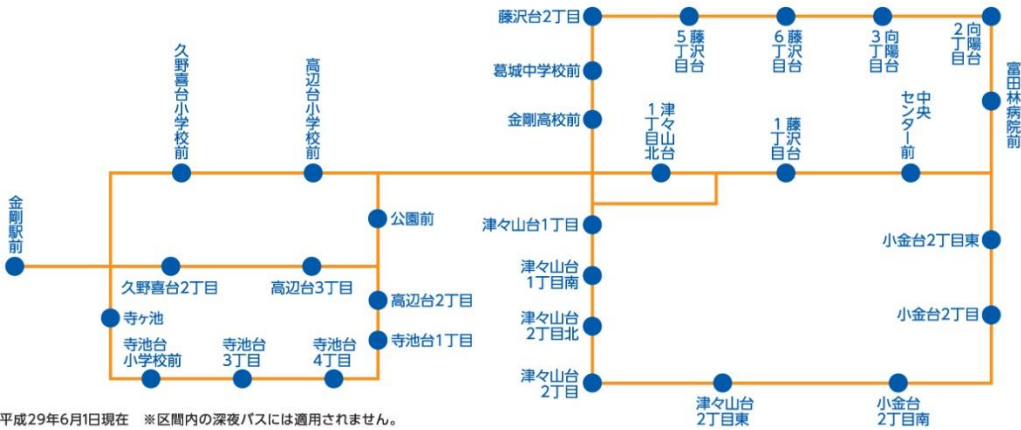 藤沢台2丁目
藤沢台
5丁目
藤沢台
6丁目
向陽台
3丁目
向陽台
2丁目
久野喜台小学校前
高辺台小学校前
葛城中学校前
富田林病院前
金剛高校前
津々山台
1丁目北
藤沢台
1丁目
中央
センター前
金剛駅前
公園前
津々山台1丁目
小金台2丁目東
久野喜台2丁目
高辺台3丁目
津々山台
1丁目南
高辺台2丁目
小金台2丁目
寺ヶ池
津々山台
2丁目北
寺池台
小学校前
寺池台
3丁目
寺池台
4丁目
寺池台1丁目
津々山台
2丁目
津々山台
2丁目東
小金台
2丁目南
平成29年6月1日現在　※区間内の深夜バスには適用されません。